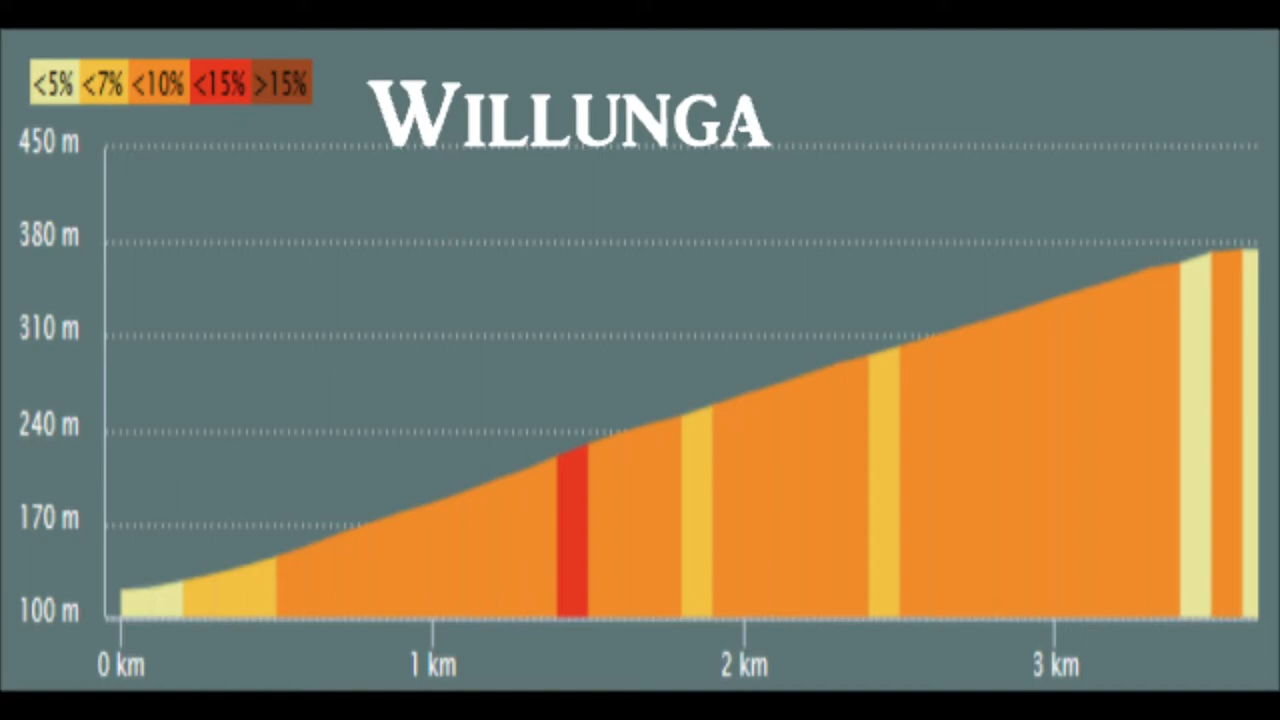 <5% <7% <10% <15% >15%
WILLUNGA
450 m
380 m
310 m
240 m
170 m
100 m
0 km 1 km 2 km 3 km